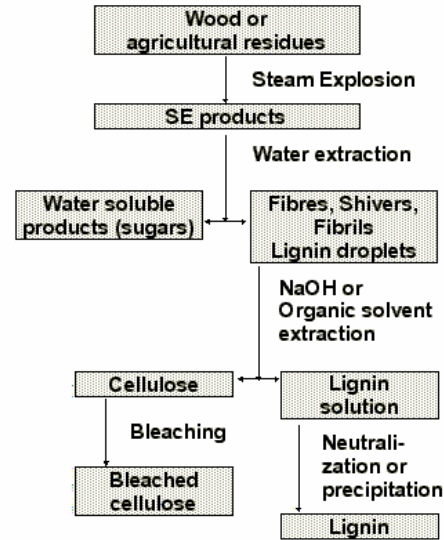 Wood or
agricultural residues
Steam Explosion
SE products
Water extraction
Water soluble
products (sugars)
Fibres, Shivers,
Fibrils
Lignin droplets
NaOH or
Organic solvent
extraction
Cellulose
Lignin
solution
Bleaching
Neutrali-
zation or
precipitation
Bleached
cellulose
Lignin